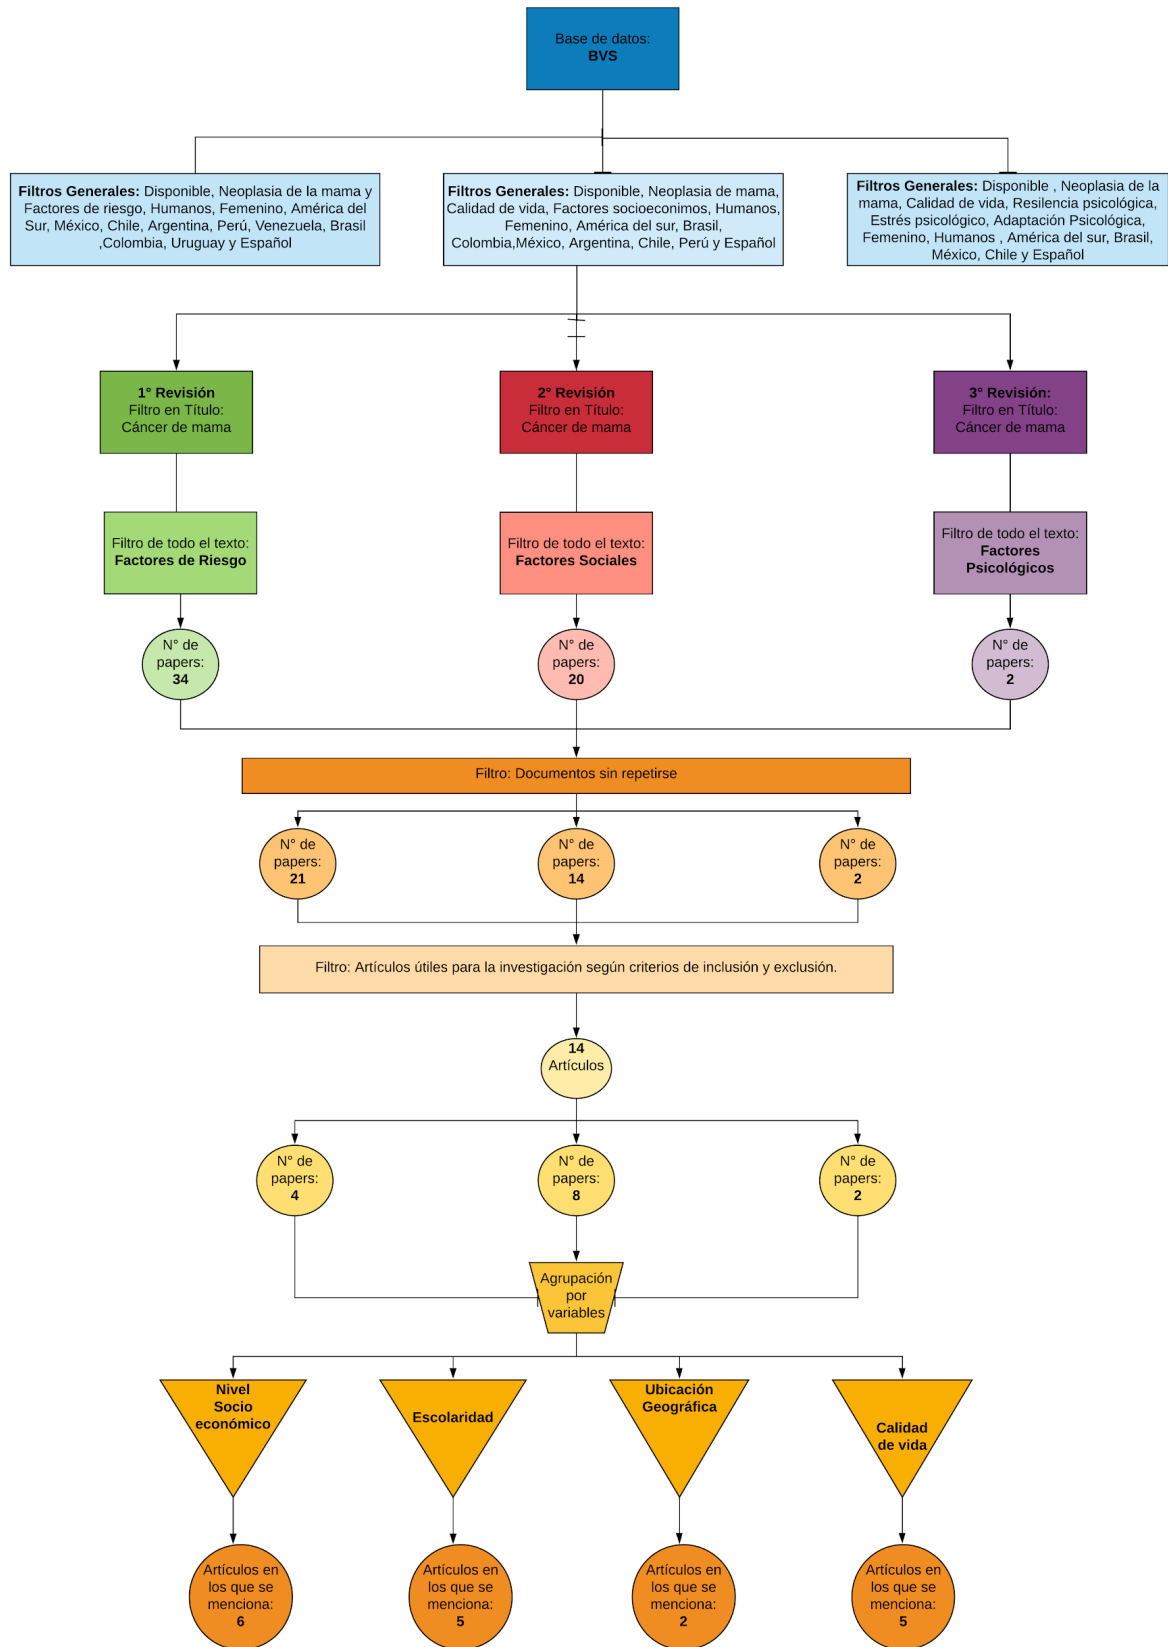 Base de datos:
BVS
Filtros Generales: Disponible, Neoplasia de la mama y
Factores de riesgo, Humanos, Femenino, América del
Sur, México, Chile, Argentina, Perú, Venezuela, Brasil
,Colombia, Uruguay y Español
Filtros Generales: Disponible, Neoplasia de mama,
Calidad de vida, Factores socioeconimos, Humanos,
Femenino, América del sur, Brasil,
Colombia,México, Argentina, Chile, Perú y Español
Filtros Generales: Disponible , Neoplasia de la
mama, Calidad de vida, Resilencia psicológica,
Estrés psicológico, Adaptación Psicológica,
Femenino, Humanos , América del sur, Brasil,
México, Chile y Español
1° Revisión
Filtro en Título:
Cáncer de mama
2° Revisión
Filtro en Título:
Cáncer de mama
3° Revisión:
Filtro en Título:
Cáncer de mama
Filtro de todo el texto:
Factores de Riesgo
Filtro de todo el texto:
Factores Sociales
Filtro de todo el texto:
Factores
Psicológicos
N° de
papers:
34
N° de
papers:
20
N° de
papers:
2
Filtro: Documentos sin repetirse
N° de
papers:
21
N° de
papers:
14
N° de
papers:
2
Filtro: Artículos útiles para la investigación según criterios de inclusión y exclusión.
14
Artículos
N° de
papers:
4
N° de
papers:
8
N° de
papers:
2
Agrupación
por
variables
Nivel
Socio
económico
Escolaridad
Ubicación
Geográfica
Calidad
de vida
Artículos en
los que se
menciona:
6
Artículos en
los que se
menciona:
5
Artículos en
los que se
menciona:
2
Artículos en
los que se
menciona:
5